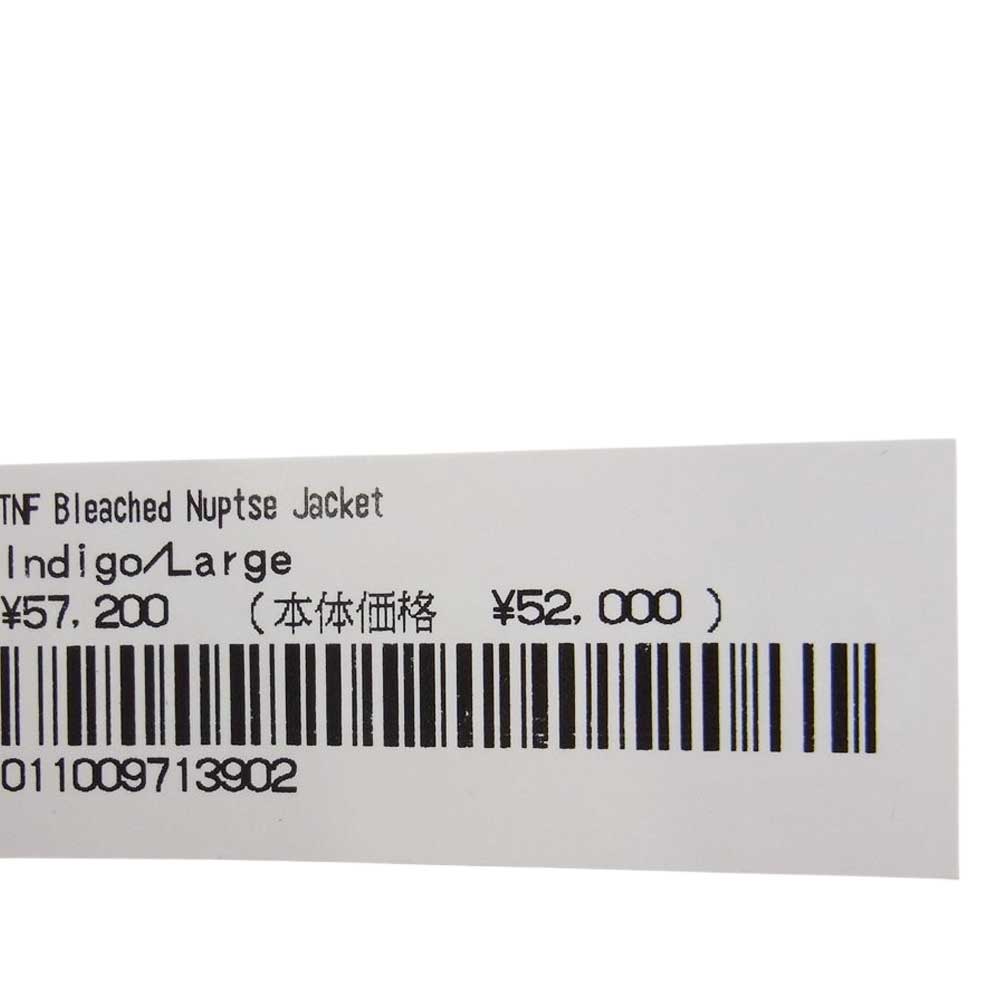 TNF Bleached Nuptse Jacket
Indigo/Large
¥57,200 (本体価格 ¥52,000)
011009713902